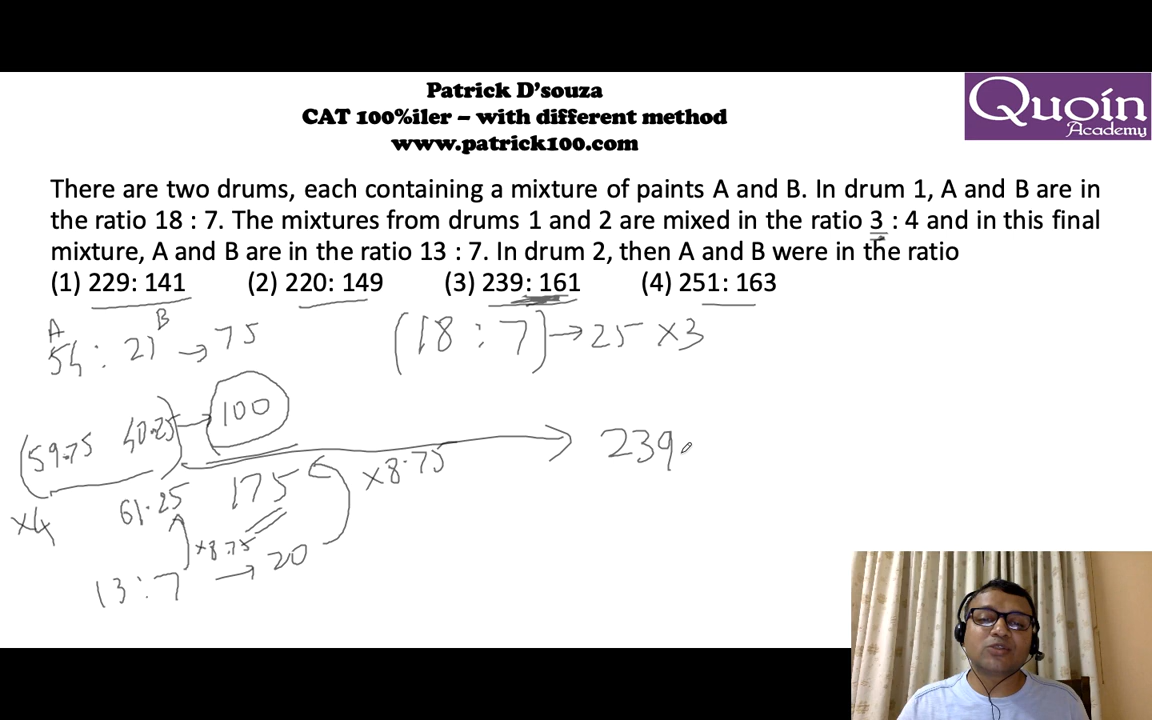 Patrick D'souza
CAT 100%iler – with different method
www.patrick100.com
Quoin
Academy
There are two drums, each containing a mixture of paints A and B. In drum 1, A and B are in
the ratio 18 : 7. The mixtures from drums 1 and 2 are mixed in the ratio 3 : 4 and in this final
mixture, A and B are in the ratio 13 : 7. In drum 2, then A and B were in the ratio
(1) 229: 141 (2) 220: 149 (3) 239: 161 (4) 251: 163
A B
54 : 21 → 75 (18 : 7) → 25 ×3
(59.75 40.25) → 100
→ 239
×4 61.25 175 ×8.75
×8.75
13 : 7 → 20